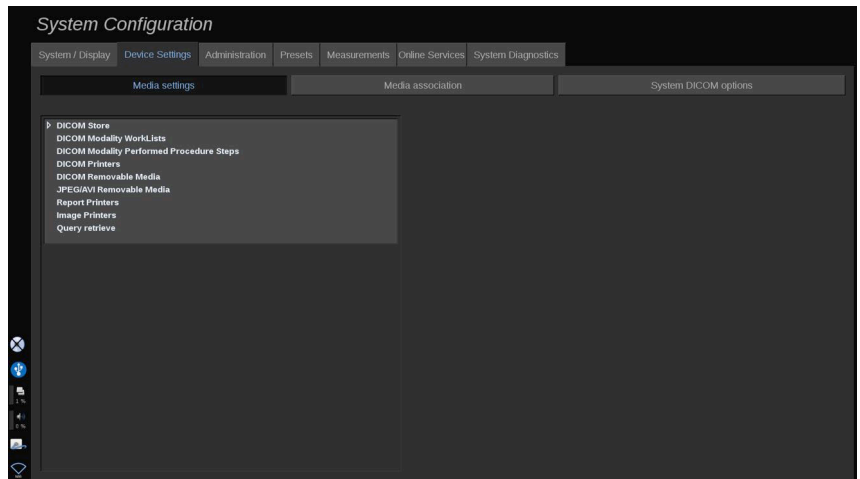 System Configuration
System / Display Device Settings Administration Presets Measurements Online Services System Diagnostics
Media settings Media association System DICOM options
DICOM Store
DICOM Modality WorkLists
DICOM Modality Performed Procedure Steps
DICOM Printers
DICOM Removable Media
JPEG/AVI Removable Media
Report Printers
Image Printers
Query retrieve
1 %
0 %